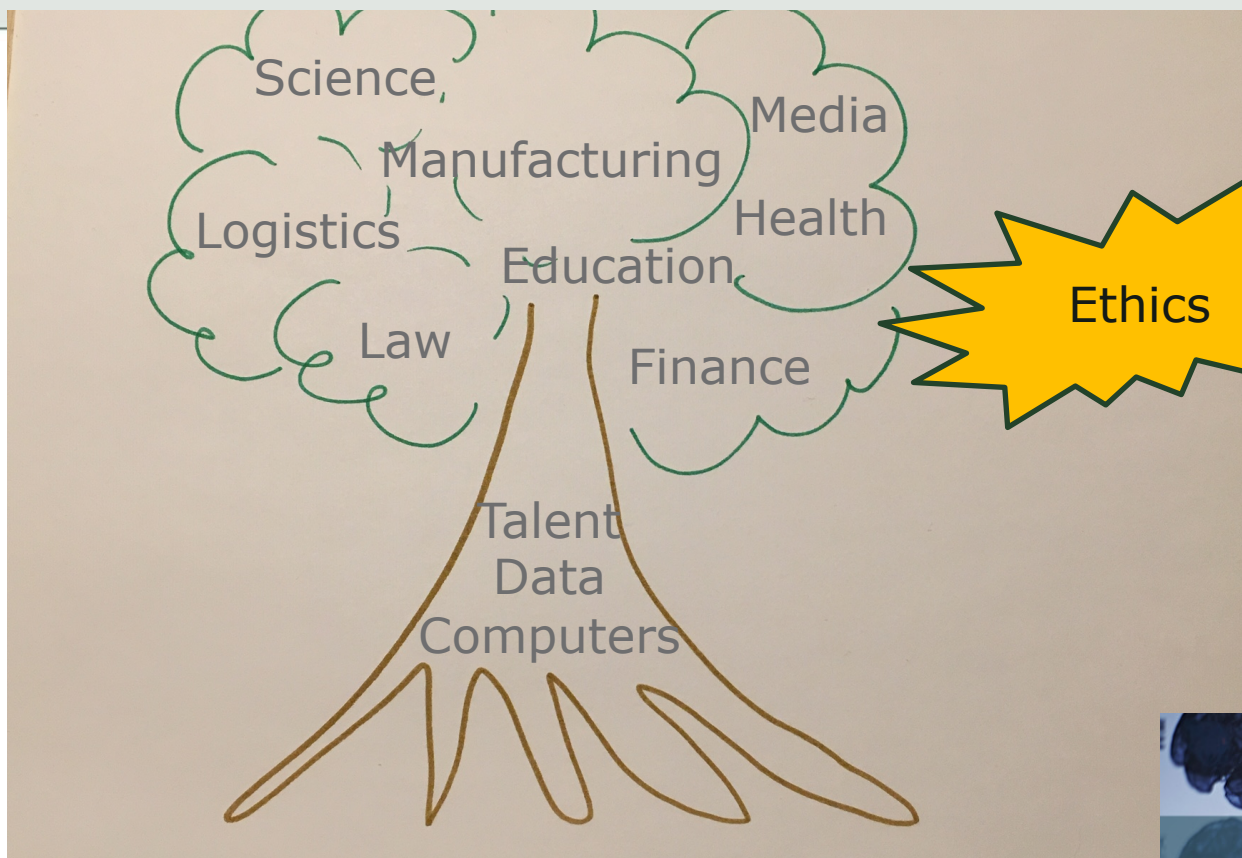 Science
Media
Manufacturing
Logistics
Health
Education
Ethics
Law
Finance
Talent
Data
Computers